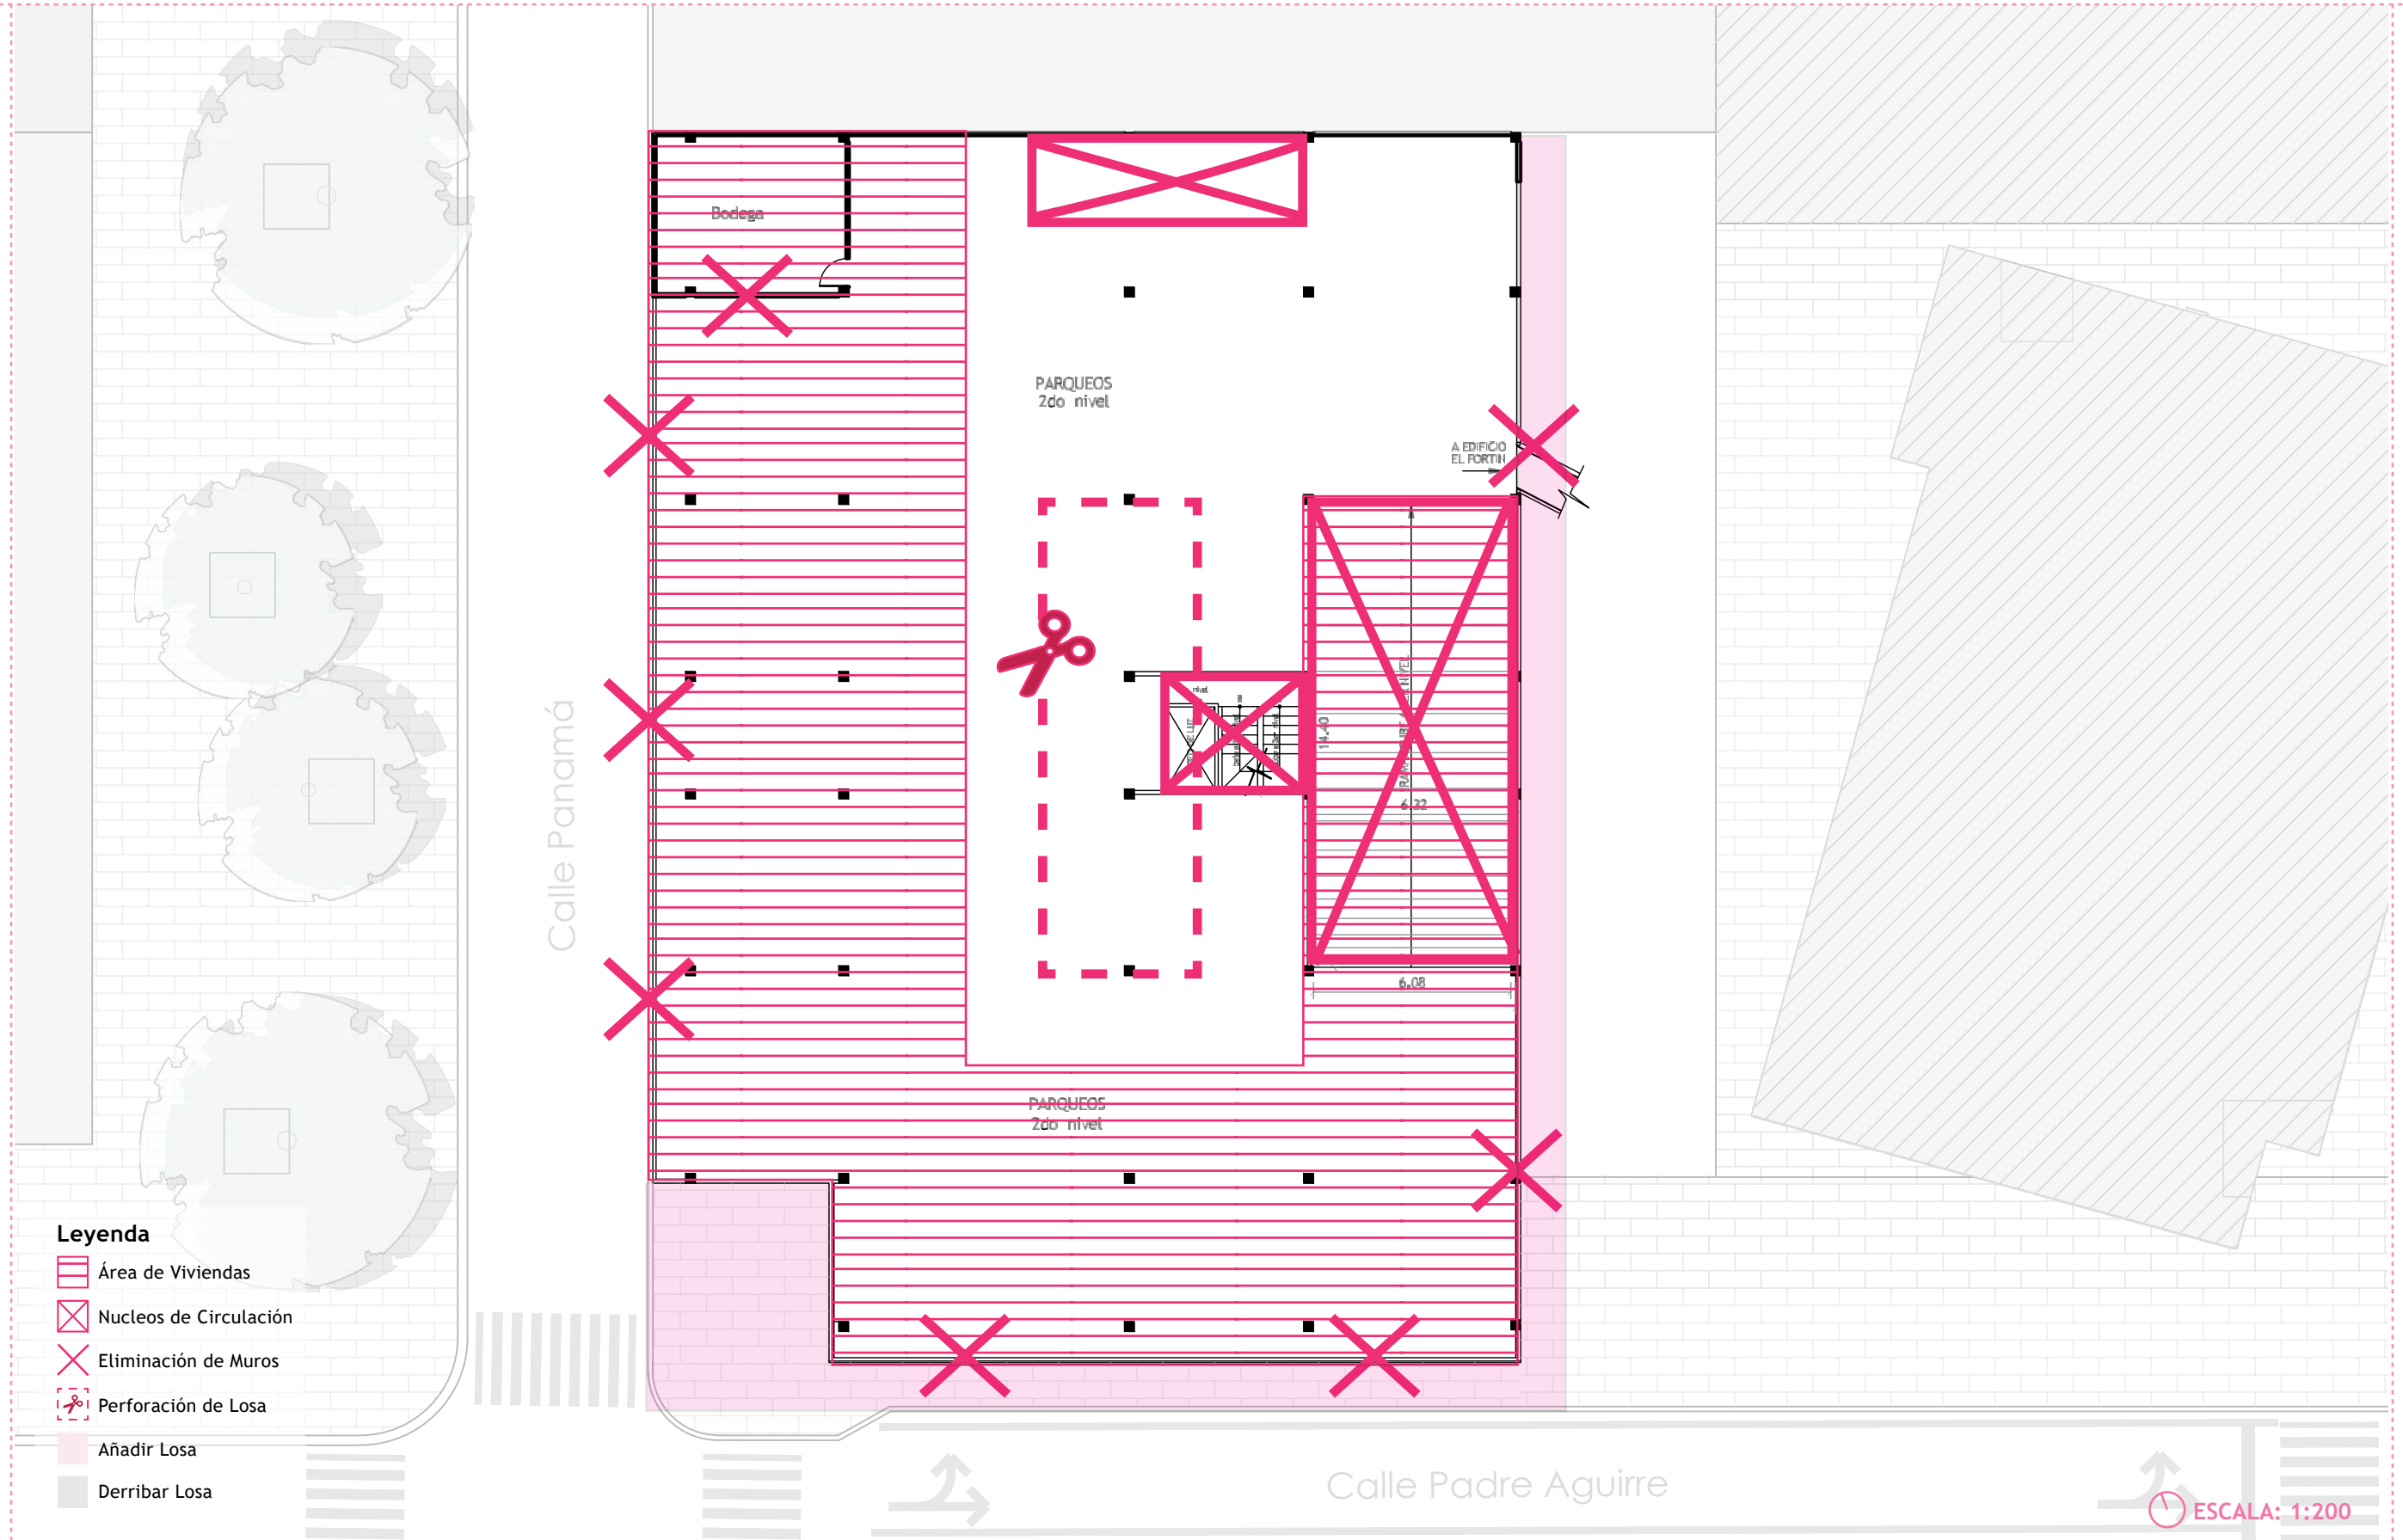 Bodega
PARQUEOS
2do nivel
A EDIFICIO
EL FORTIN
nivel
14.40
6.32
6.08
PARQUEOS
2do nivel
Calle Panamá
Calle Padre Aguirre
Leyenda
Área de Viviendas
Nucleos de Circulación
Eliminación de Muros
Perforación de Losa
Añadir Losa
Derribar Losa
ESCALA: 1:200